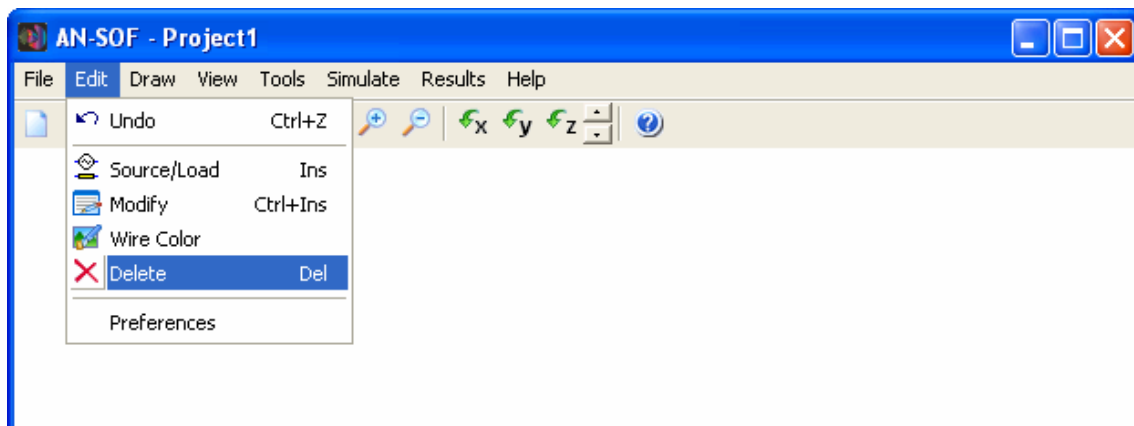 AN-SOF - Project1
File Edit Draw View Tools Simulate Results Help
Undo Ctrl+Z
x y z
Source/Load Ins
Modify Ctrl+Ins
Wire Color
Delete Del
Preferences